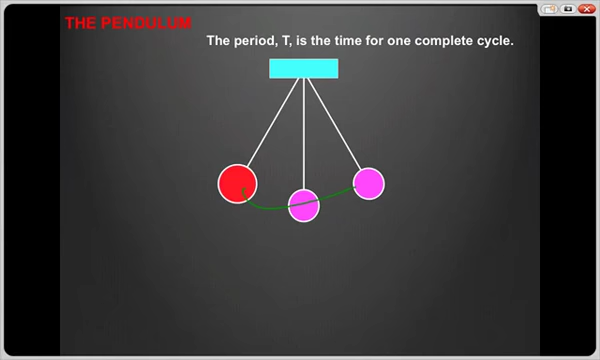 THE PENDULUM
The period, T, is the time for one complete cycle.